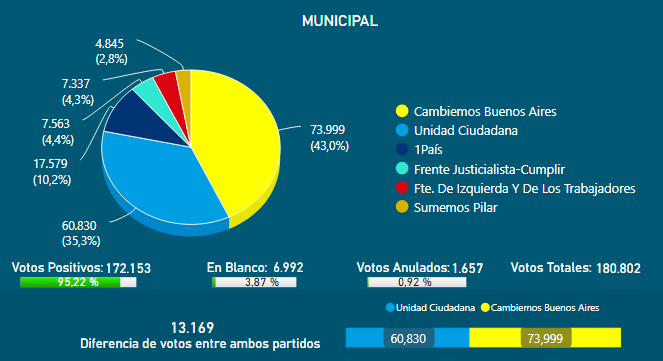 MUNICIPAL
4.845
(2,8%)
7.337
(4,3%)
7.563
(4,4%)
17.579
(10,2%)
60.830
(35,3%)
73.999
(43,0%)
Cambiemos Buenos Aires
Unidad Ciudadana
1País
Frente Justicialista-Cumplir
Fte. De Izquierda Y De Los Trabajadores
Sumemos Pilar
Votos Positivos: 172.153
95,22 %
En Blanco: 6.992
3,87 %
Votos Anulados: 1.657
0,92 %
Votos Totales: 180.802
13.169
Diferencia de votos entre ambos partidos
Unidad Ciudadana
Cambiemos Buenos Aires
60,830
73,999